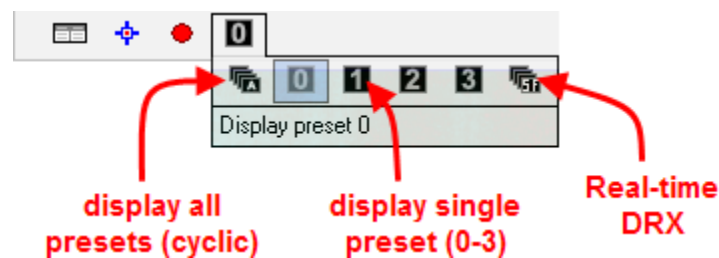 0
A 0 1 2 3 SF
Display preset 0
display all
presets (cyclic)
display single
preset (0-3)
Real-time
DRX